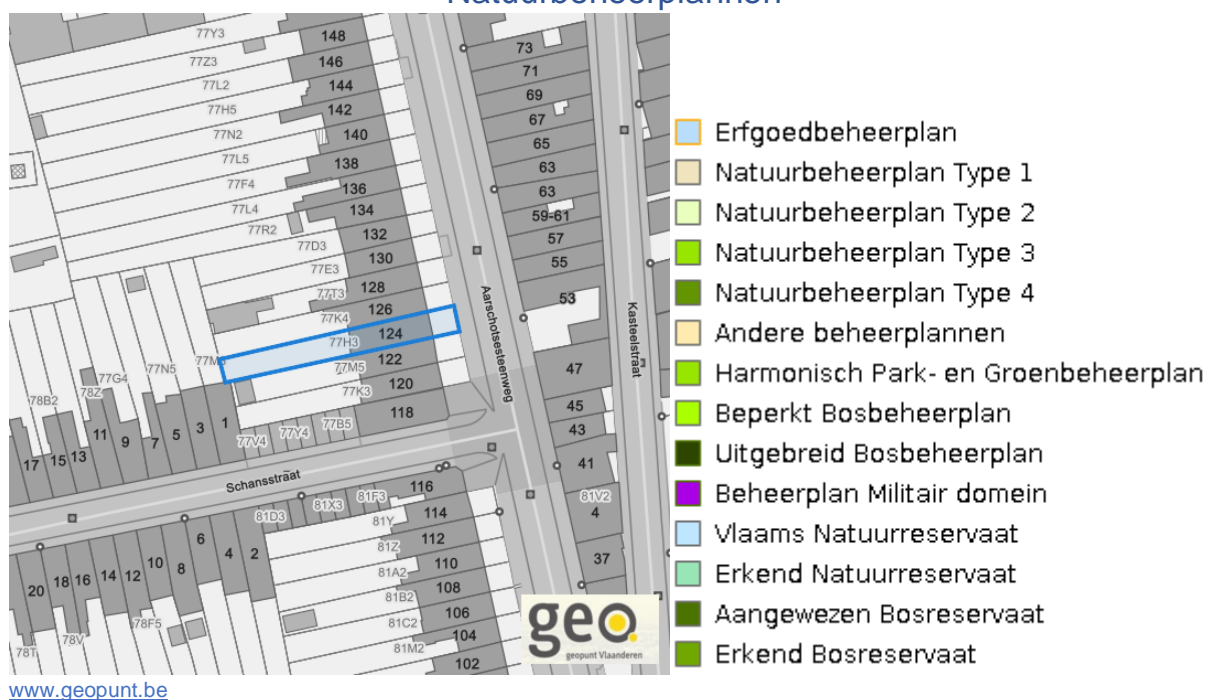 Natuurbeheerplannen
77Y3
148
73
77Z3
146
71
77L2
144
69
77H5
142
67
77N2
140
65
77L5
138
63
77F4
136
63
77L4
134
59-61
77R2
132
57
77D3
130
55
77E3
128
53
77T3
126
77K4
124
77H3
122
77M5
120
77K3
118
77B5
77Y4
77V4
47
45
43
41
81V2
4
37
Aarschotsesteenweg
Kasteelstraat
Schansstraat
77N5
77G4
78Z
78B2
1
3
5
7
9
11
13
15
17
116
81F3
81X3
81D3
114
81Y
112
81Z
110
81A2
108
81B2
106
81C2
104
81M2
102
2
4
6
8
10
12
14
16
18
20
78F5
78V
geo
geopunt Vlaanderen
Erfgoedbeheerplan
Natuurbeheerplan Type 1
Natuurbeheerplan Type 2
Natuurbeheerplan Type 3
Natuurbeheerplan Type 4
Andere beheerplannen
Harmonisch Park- en Groenbeheerplan
Beperkt Bosbeheerplan
Uitgebreid Bosbeheerplan
Beheerplan Militair domein
Vlaams Natuurreservaat
Erkend Natuurreservaat
Aangewezen Bosreservaat
Erkend Bosreservaat
www.geopunt.be